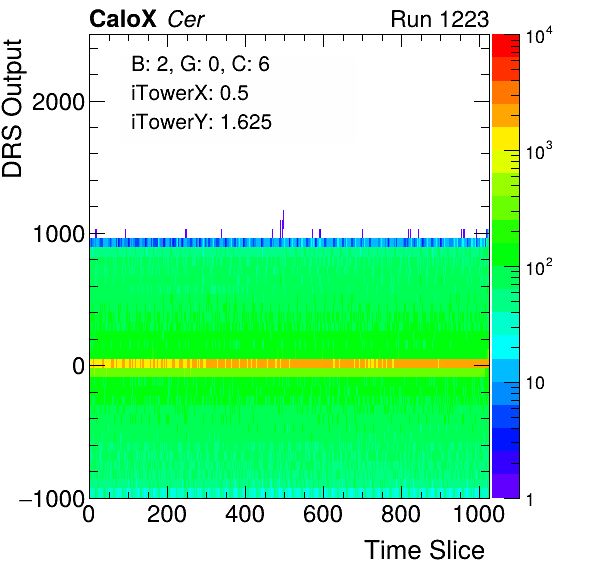 CaloX Cer Run 1223
B: 2, G: 0, C: 6
iTowerX: 0.5
iTowerY: 1.625
DRS Output
2000
1000
0
−1000
0 200 400 600 800 1000
Time Slice
10^4
10^3
10^2
10
1